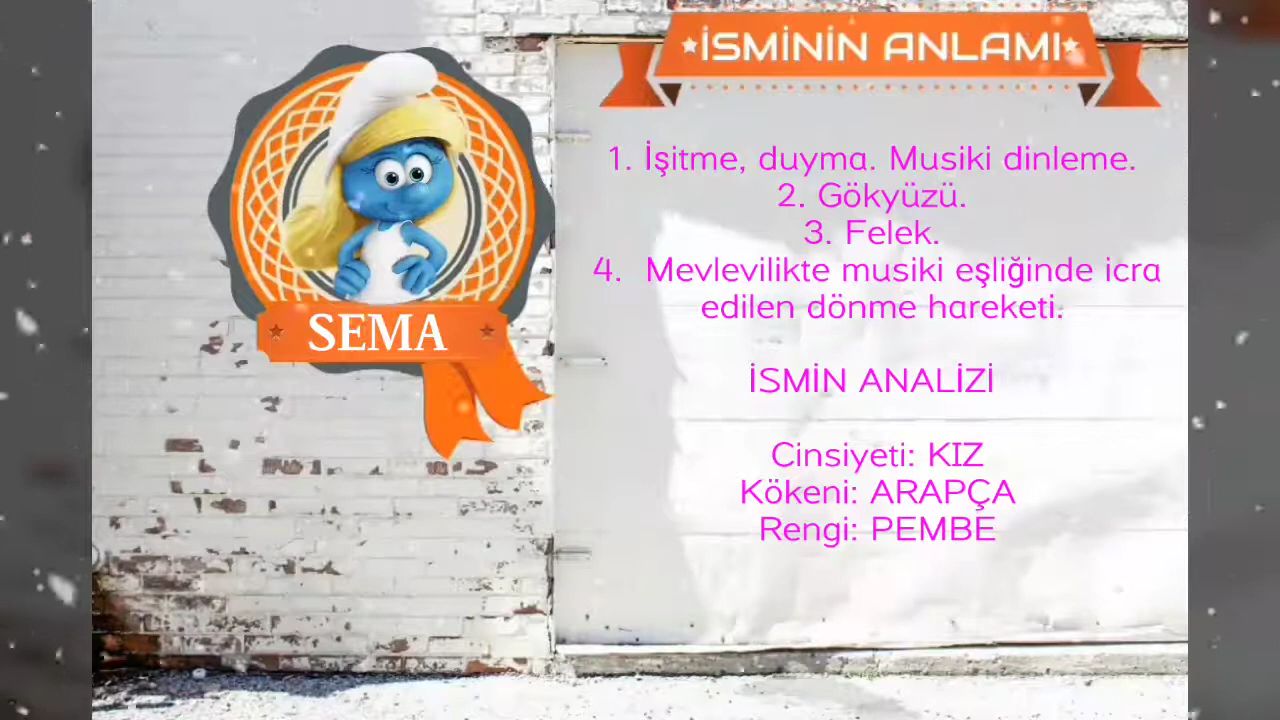 İSMİNİN ANLAMI
SEMA
1. İşitme, duyma. Musiki dinleme.
2. Gökyüzü.
3. Felek.
4. Mevlevilikte musiki eşliğinde icra
edilen dönme hareketi.
İSMİN ANALİZİ
Cinsiyeti: KIZ
Kökeni: ARAPÇA
Rengi: PEMBE